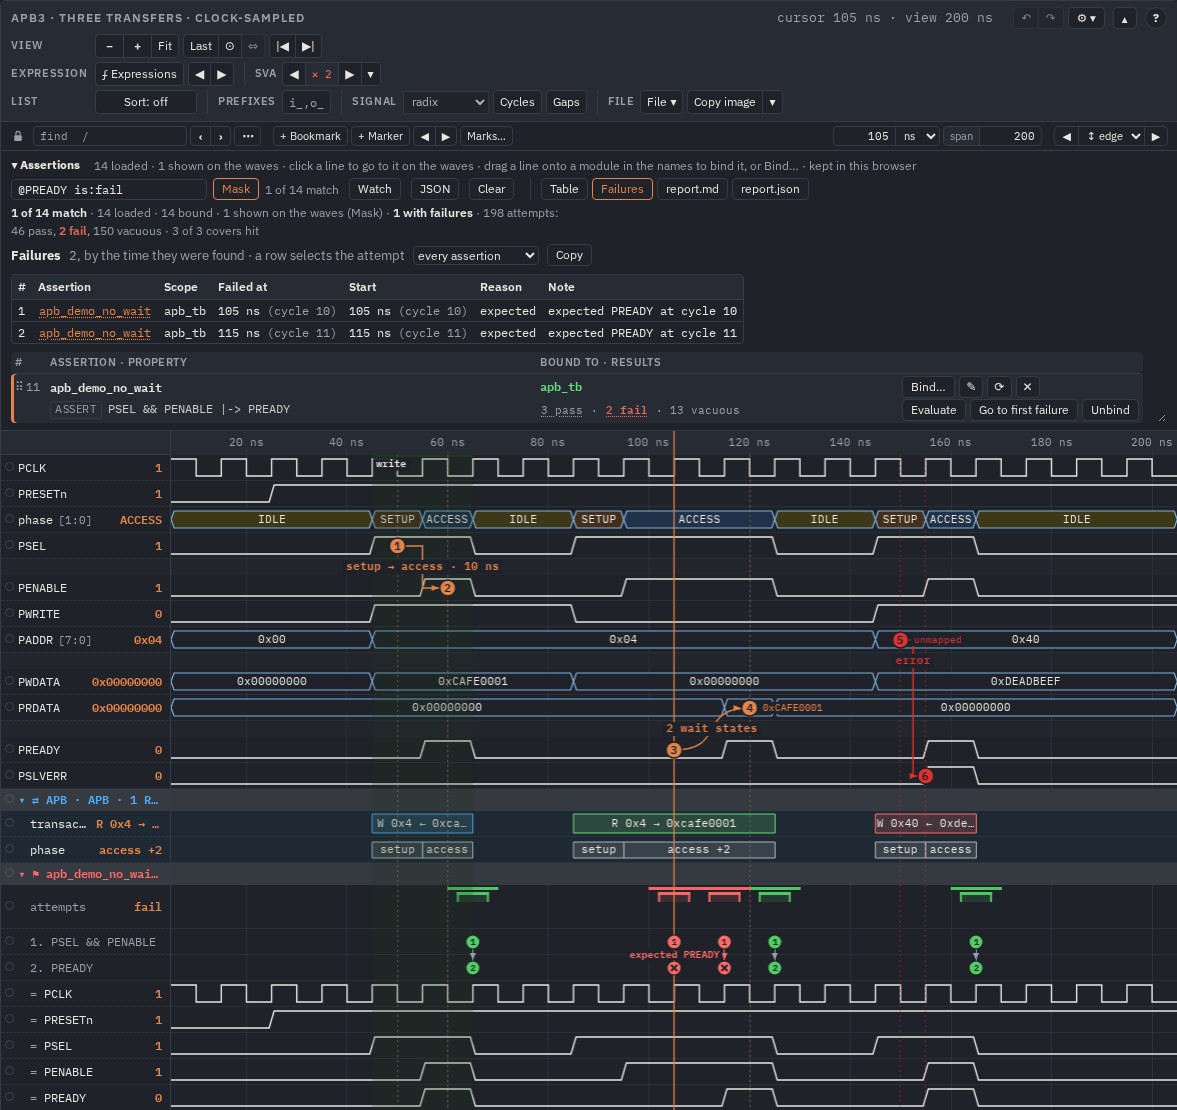 APB3 · THREE TRANSFERS · CLOCK-SAMPLED cursor 105 ns · view 200 ns ↶ ↷ ⚙ ▾ ▴ ?
VIEW − + Fit Last ⊙ ⇔ |◀ ▶|
EXPRESSION ⨍ Expressions ◀ ▶ SVA ◀ × 2 ▶ ▾
LIST Sort: off PREFIXES i_,o_ SIGNAL radix Cycles Gaps FILE File ▾ Copy image ▾
find / ‹ › ··· + Bookmark + Marker ◀ ▶ Marks... 105 ns span 200 ◀ ↕ edge ▶
▾ Assertions 14 loaded · 1 shown on the waves · click a line to go to it on the waves · drag a line onto a module in the names to bind it, or Bind... · kept in this browser
@PREADY is:fail Mask 1 of 14 match Watch JSON Clear Table Failures report.md report.json
1 of 14 match · 14 loaded · 14 bound · 1 shown on the waves (Mask) · 1 with failures · 198 attempts:
46 pass, 2 fail, 150 vacuous · 3 of 3 covers hit
Failures 2, by the time they were found · a row selects the attempt every assertion Copy
# Assertion Scope Failed at Start Reason Note
1 apb_demo_no_wait apb_tb 105 ns (cycle 10) 105 ns (cycle 10) expected expected PREADY at cycle 10
2 apb_demo_no_wait apb_tb 115 ns (cycle 11) 115 ns (cycle 11) expected expected PREADY at cycle 11
# ASSERTION · PROPERTY BOUND TO · RESULTS
11 apb_demo_no_wait apb_tb Bind... ✎ ⟳ ✕
ASSERT PSEL && PENABLE |-> PREADY 3 pass · 2 fail · 13 vacuous Evaluate Go to first failure Unbind
20 ns 40 ns 60 ns 80 ns 100 ns 120 ns 140 ns 160 ns 180 ns 200 ns
PCLK 1 write
PRESETn 1
phase [1:0] ACCESS IDLE SETUP ACCESS IDLE SETUP ACCESS IDLE SETUP ACCESS IDLE
PSEL 1 1
setup → access · 10 ns
PENABLE 1 2
PWRITE 0
PADDR [7:0] 0x04 0x00 0x04 5 unmapped 0x40
error
PWDATA 0x00000000 0x00000000 0xCAFE0001 0x00000000 0xDEADBEEF
PRDATA 0x00000000 0x00000000 4 0xCAFE0001 0x00000000
2 wait states
PREADY 0 3
PSLVERR 0 6
▾ ⇄ APB · APB · 1 R…
transac… R 0x4 → … W 0x4 ← 0xca… R 0x4 → 0xcafe0001 W 0x40 ← 0xde…
phase access +2 setup access setup access +2 setup access
▾ ⚑ apb_demo_no_wai…
attempts fail
1. PSEL && PENABLE 1 1 1 1 1
expected PREADY
2. PREADY 2 × × 2 2
= PCLK 1
= PRESETn 1
= PSEL 1
= PENABLE 1
= PREADY 0